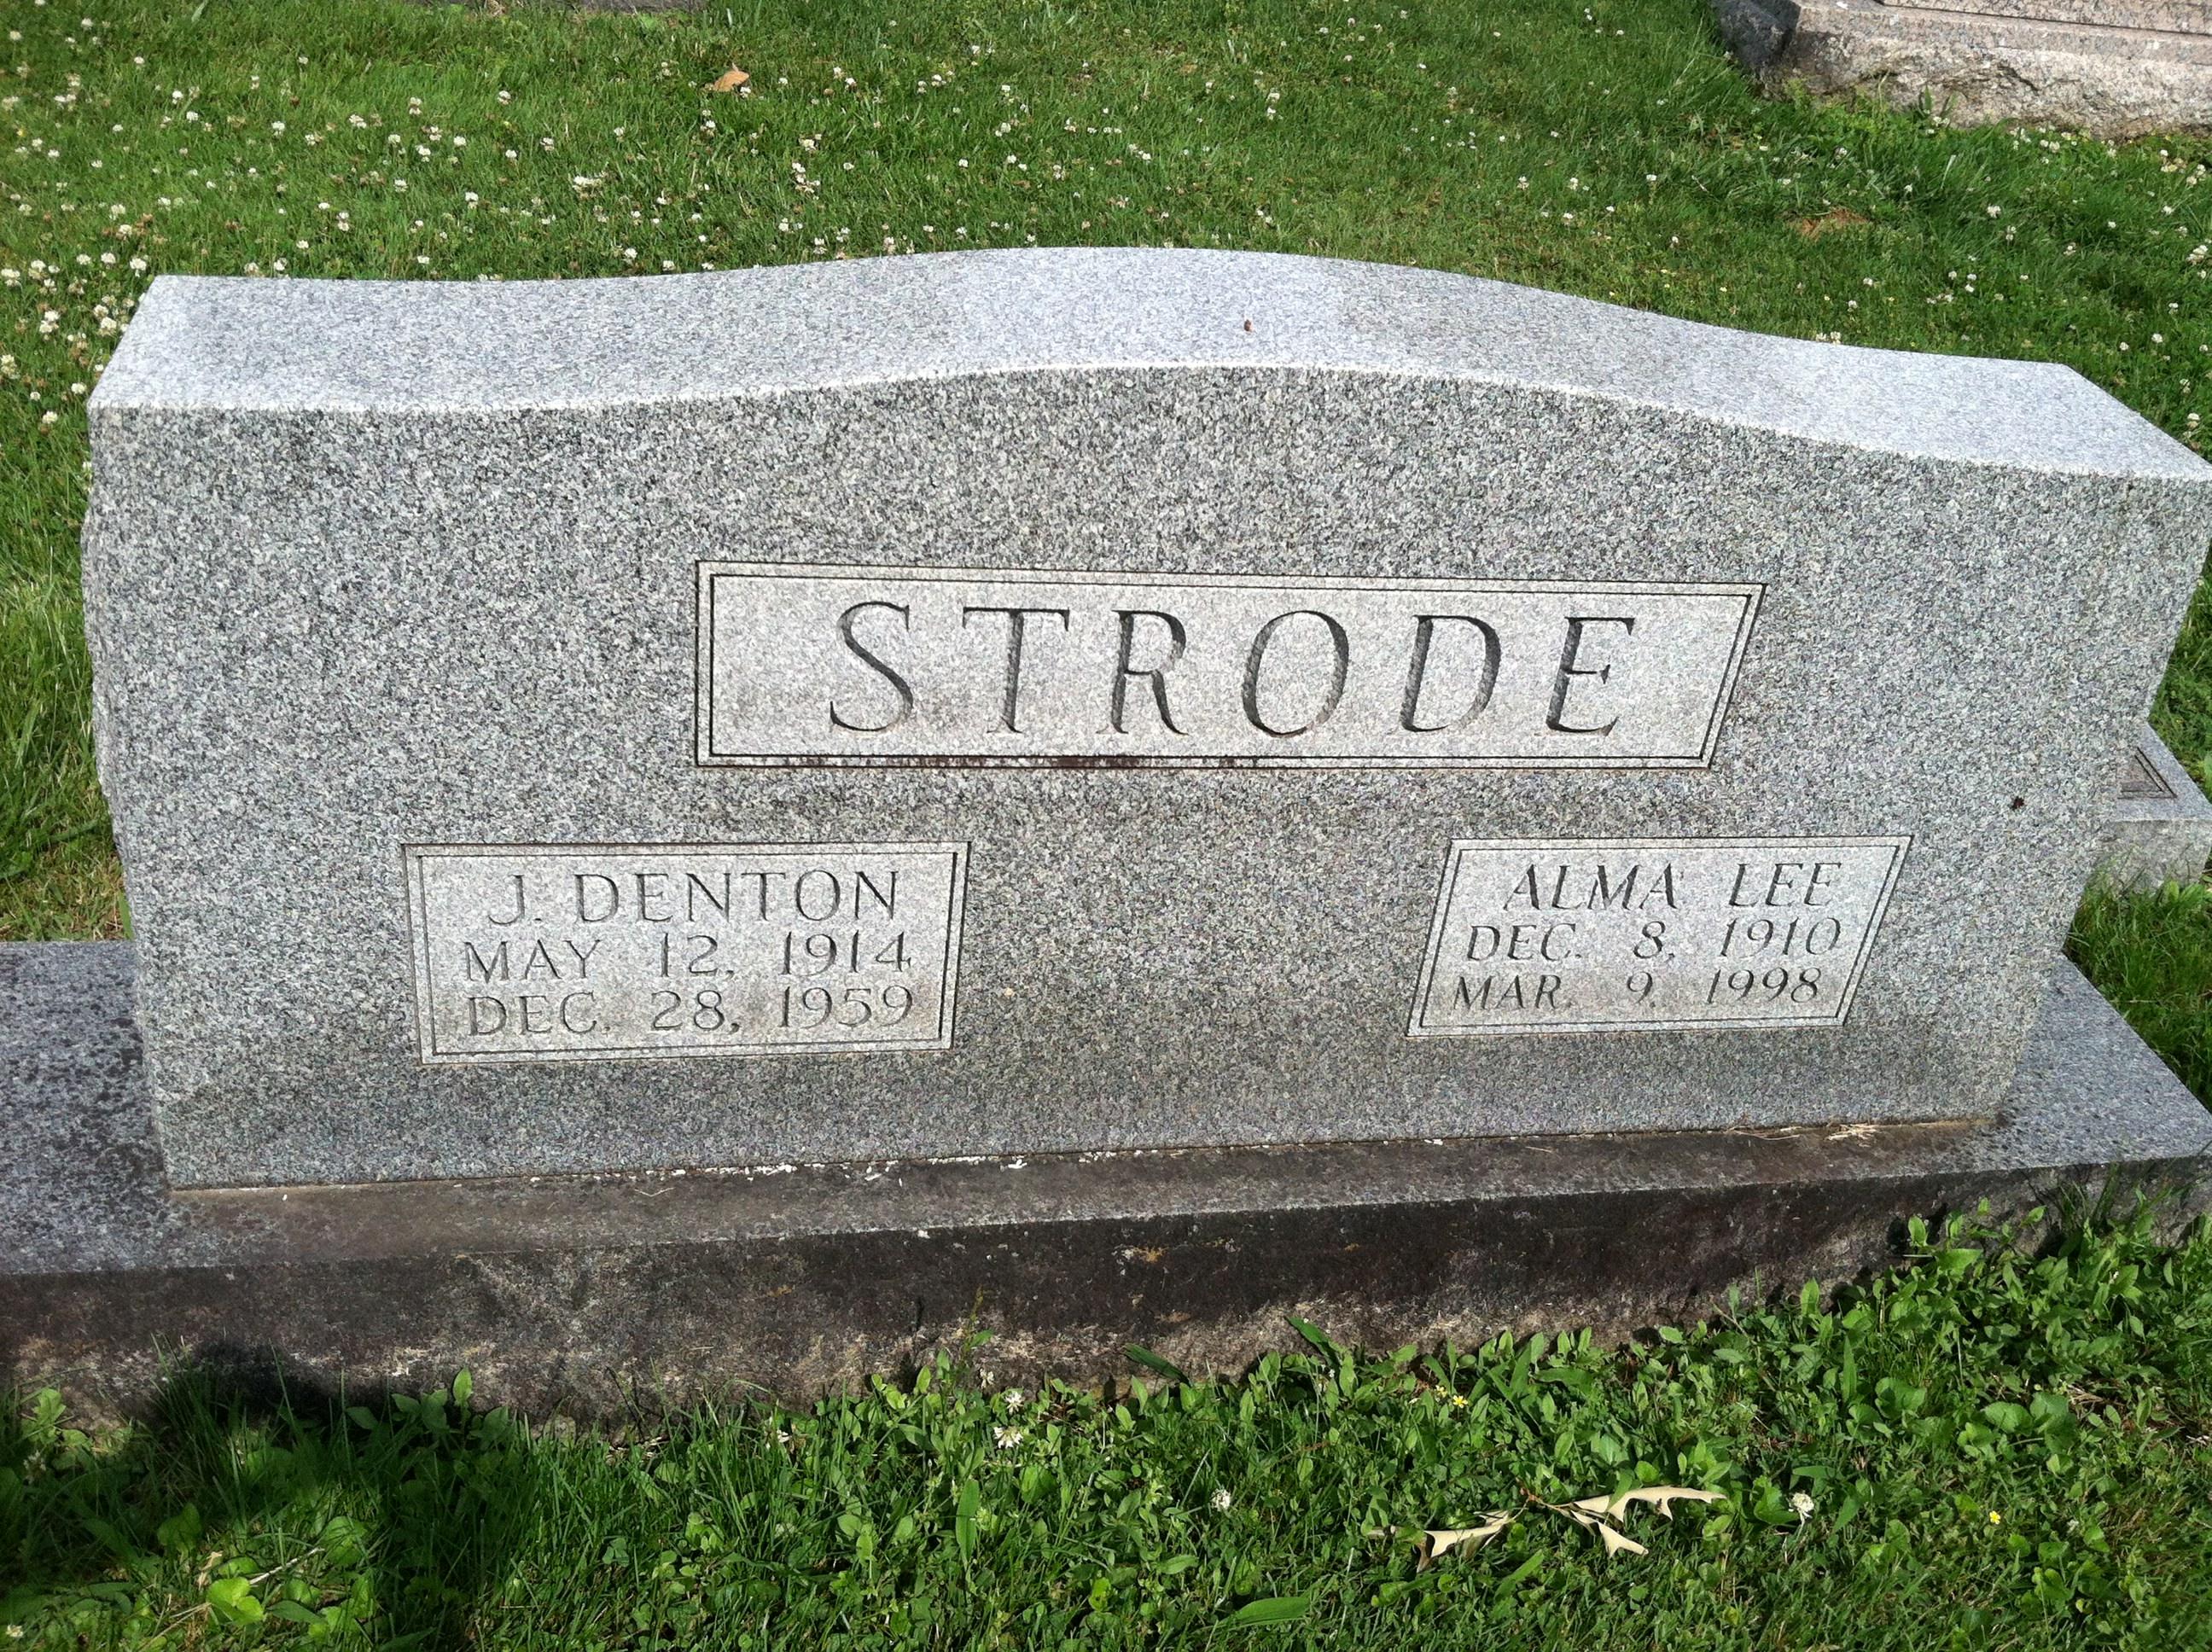 STRODE
J. DENTON
MAY 12, 1914
DEC. 28, 1959
ALMA LEE
DEC. 8, 1910
MAR. 9, 1998